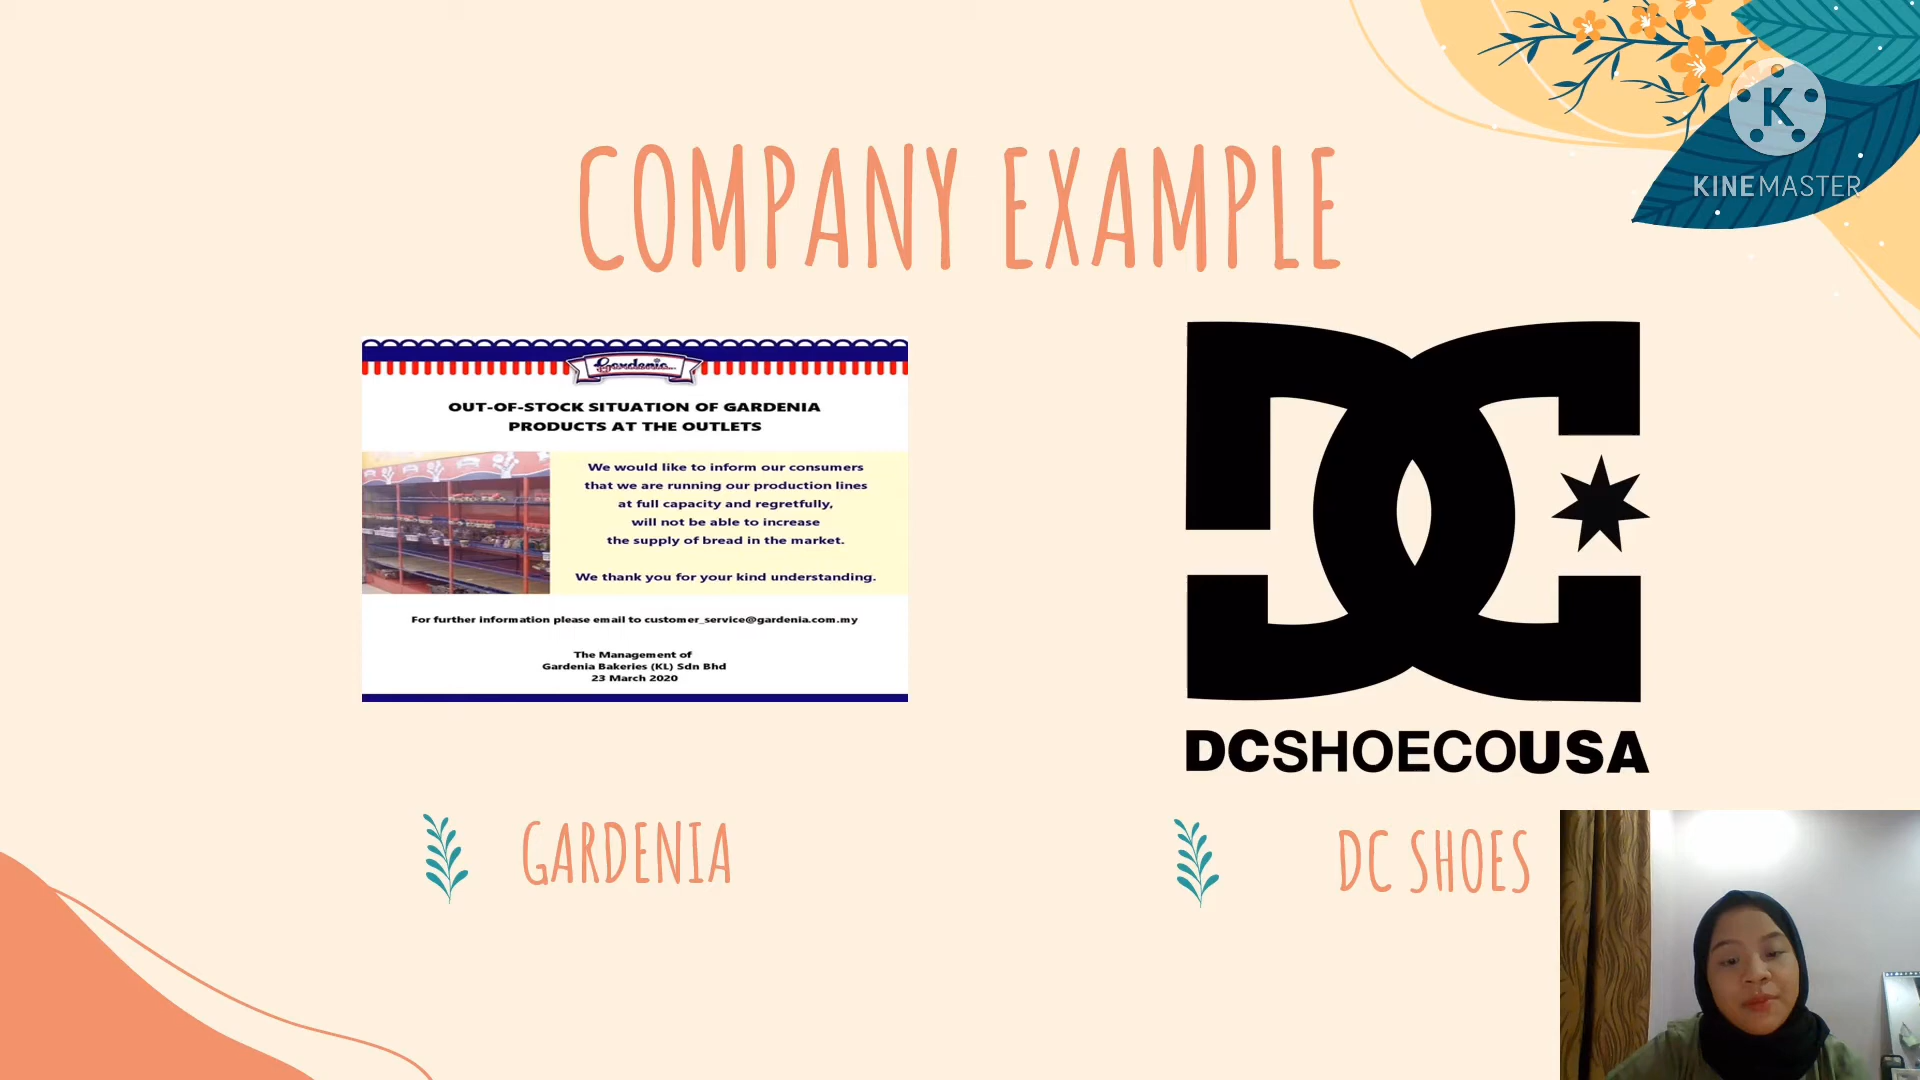 K
KINEMASTER
COMPANY EXAMPLE
Gardenia
OUT-OF-STOCK SITUATION OF GARDENIA
PRODUCTS AT THE OUTLETS
We would like to inform our consumers
that we are running our production lines
at full capacity and regretfully,
will not be able to increase
the supply of bread in the market.
We thank you for your kind understanding.
For further information please email to customer_service@gardenia.com.my
The Management of
Gardenia Bakeries (KL) Sdn Bhd
23 March 2020
DC
DCSHOECOUSA
GARDENIA
DC SHOES